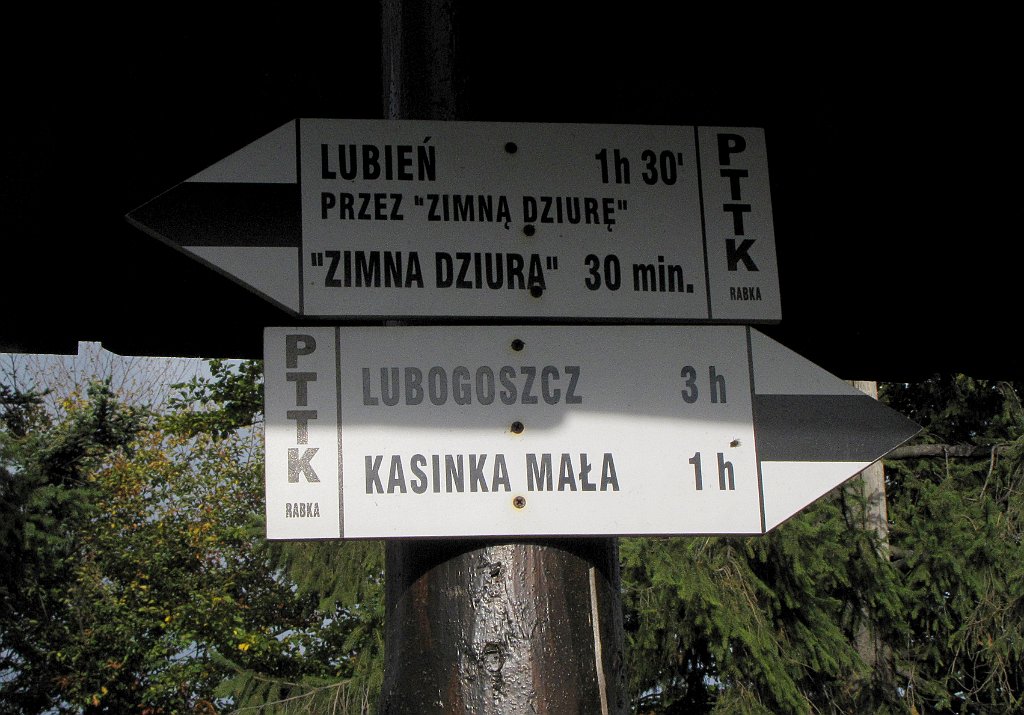 LUBIEŃ 1h 30'
PRZEZ "ZIMNĄ DZIURĘ"
"ZIMNA DZIURA" 30 min.
PTTK
RABKA
PTTK
RABKA
LUBOGOSZCZ 3 h
KASINKA MAŁA 1 h